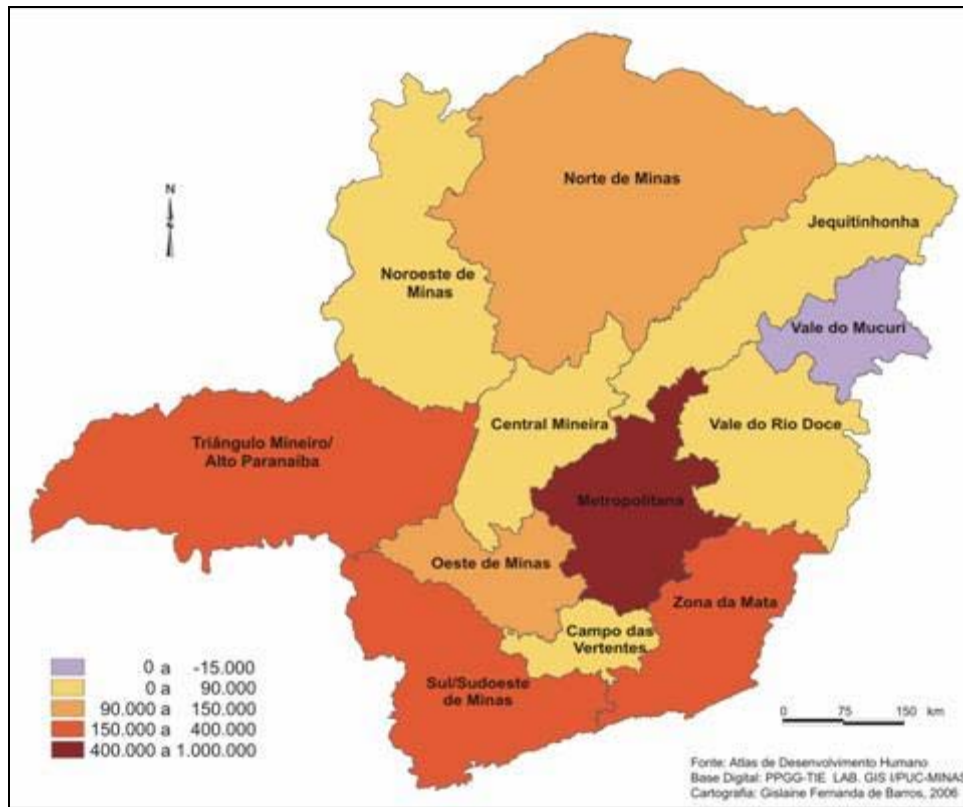 Norte de Minas
N
Jequitinhonha
Noroeste de
Minas
Vale do Mucuri
Triângulo Mineiro/
Alto Paranaíba
Central Mineira
Vale do Rio Doce
Metropolitana
Oeste de Minas
Zona da Mata
Campo das
Vertentes
Sul/Sudoeste
de Minas
0 a -15.000
0 a 90.000
90.000 a 150.000
150.000 a 400.000
400.000 a 1.000.000
0 75 150 km
Fonte: Atlas de Desenvolvimento Humano
Base Digital: PPGG-TIE LAB. GIS I/PUC-MINAS
Cartografia: Gislaine Fernanda de Barros, 2006